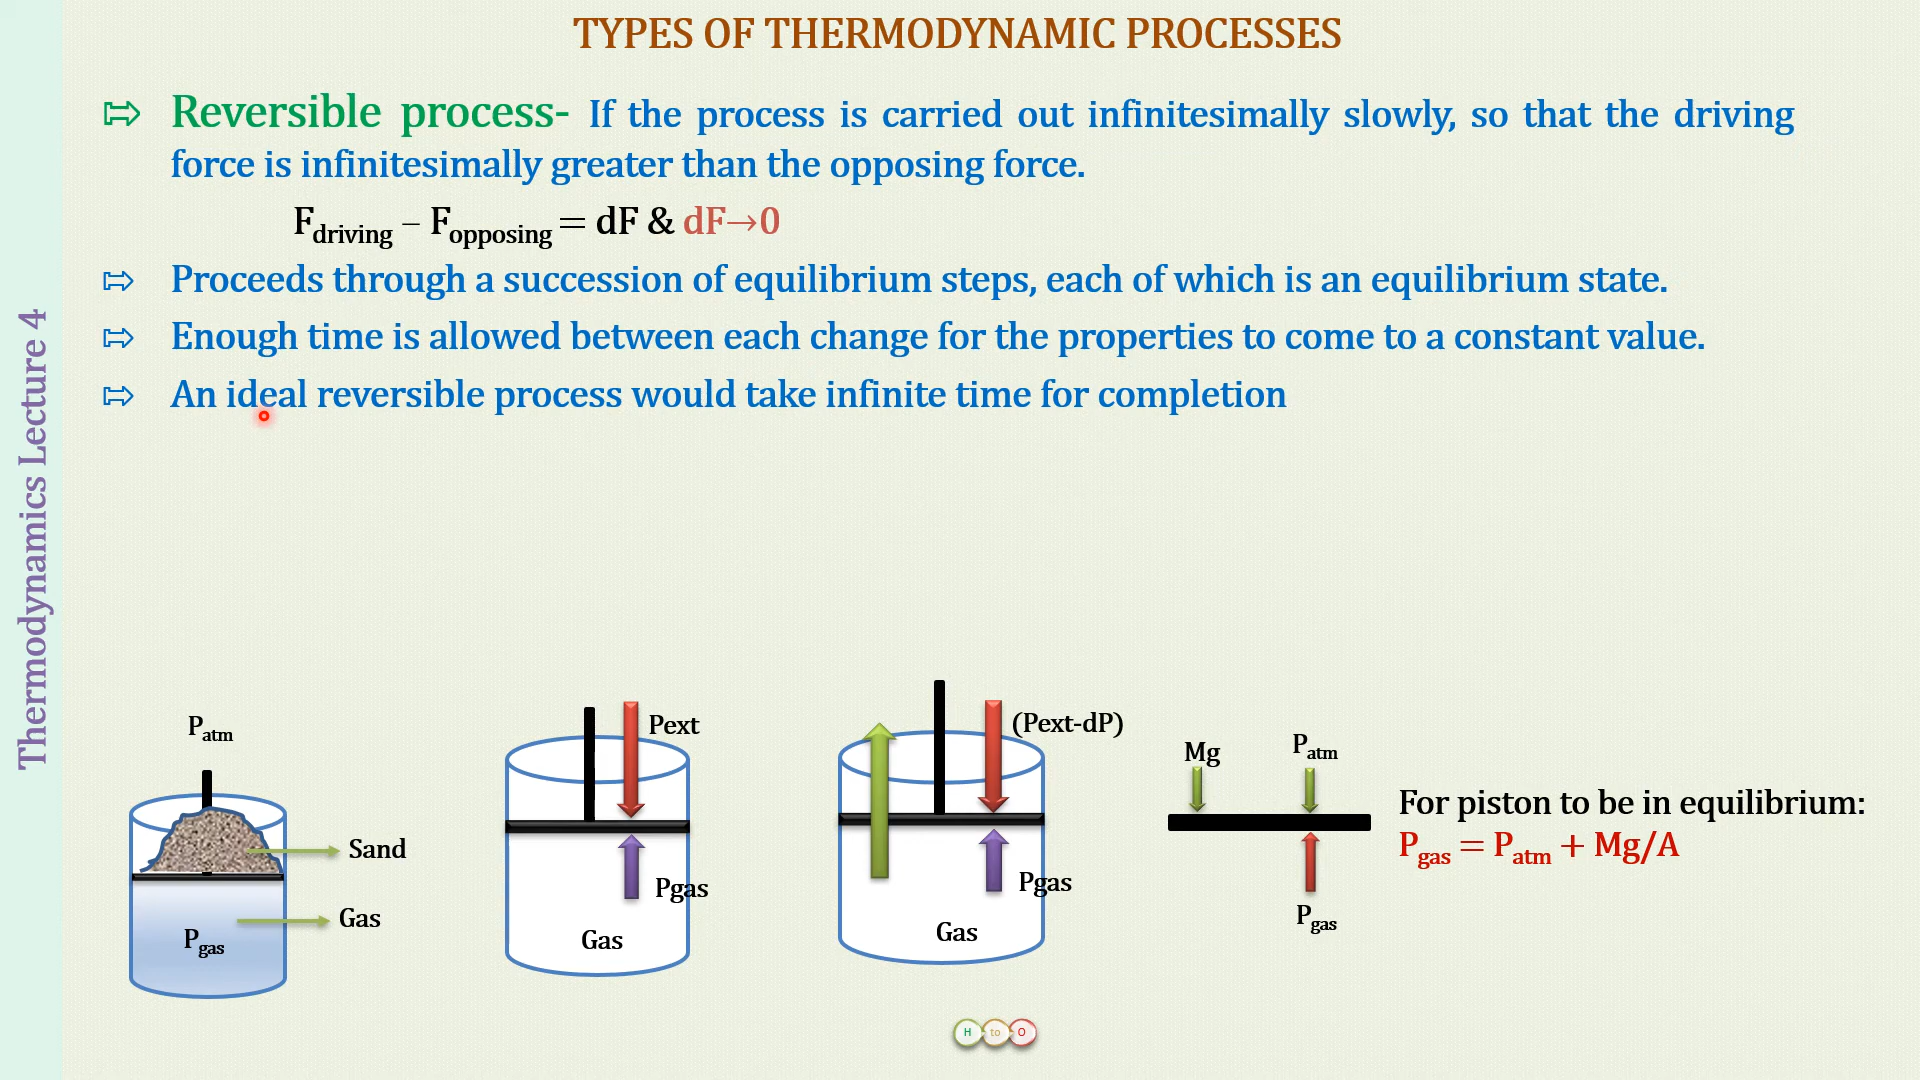 TYPES OF THERMODYNAMIC PROCESSES
Reversible process- If the process is carried out infinitesimally slowly, so that the driving
force is infinitesimally greater than the opposing force.
Fdriving – Fopposing = dF & dF→0
Proceeds through a succession of equilibrium steps, each of which is an equilibrium state.
Enough time is allowed between each change for the properties to come to a constant value.
An ideal reversible process would take infinite time for completion
Thermodynamics Lecture 4
Patm
Sand
Gas
Pgas
Pext
Pgas
Gas
(Pext-dP)
Pgas
Gas
Mg
Patm
Pgas
For piston to be in equilibrium:
Pgas = Patm + Mg/A
H to O